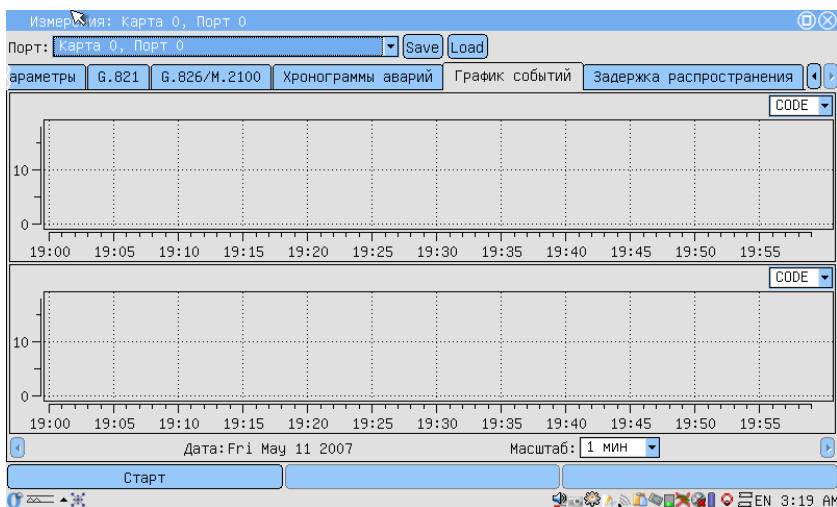 Измерения: Карта 0, Порт 0
Порт: Карта 0, Порт 0 Save Load
араметры G.821 G.826/M.2100 Хронограммы аварий График событий Задержка распространения
CODE
10
0
19:00 19:05 19:10 19:15 19:20 19:25 19:30 19:35 19:40 19:45 19:50 19:55
CODE
10
0
19:00 19:05 19:10 19:15 19:20 19:25 19:30 19:35 19:40 19:45 19:50 19:55
Дата:Fri May 11 2007 Масштаб: 1 мин
Старт
EN 3:19 AM